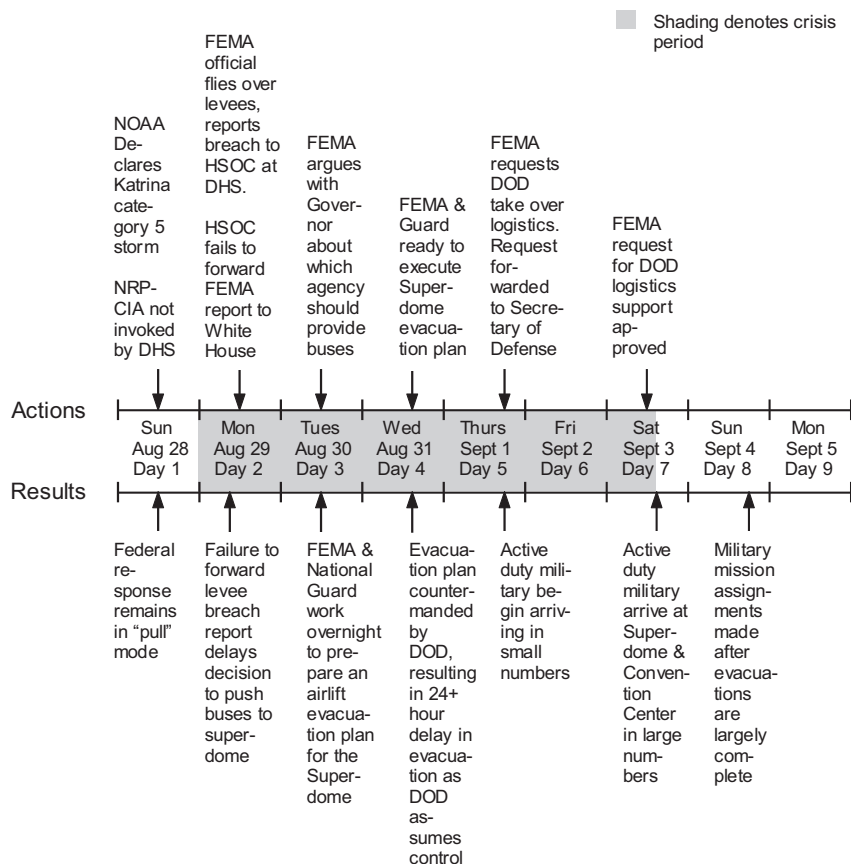 Shading denotes crisis
period
FEMA
official
flies over
levees,
reports
breach to
HSOC at
DHS.
HSOC
fails to
forward
FEMA
report to
White
House
NOAA
De-
clares
Katrina
cate-
gory 5
storm
NRP-
CIA not
invoked
by DHS
FEMA
argues
with
Gover-
nor
about
which
agency
should
provide
buses
FEMA &
Guard
ready to
execute
Super-
dome
evacua-
tion plan
FEMA
requests
DOD
take over
logistics.
Request
for-
warded
to Secre-
tary of
Defense
FEMA
request
for DOD
logistics
support
ap-
proved
Actions
Sun
Aug 28
Day 1
Mon
Aug 29
Day 2
Tues
Aug 30
Day 3
Wed
Aug 31
Day 4
Thurs
Sept 1
Day 5
Fri
Sept 2
Day 6
Sat
Sept 3
Day 7
Sun
Sept 4
Day 8
Mon
Sept 5
Day 9
Results
Federal
re-
sponse
remains
in “pull”
mode
Failure to
forward
levee
breach
report
delays
decision
to push
buses to
super-
dome
FEMA &
National
Guard
work
overnight
to pre-
pare an
airlift
evacua-
tion plan
for the
Super-
dome
Evacua-
tion plan
counter-
manded
by
DOD,
resulting
in 24+
hour
delay in
evacua-
tion as
DOD
as-
sumes
control
Active
duty mili-
tary be-
gin arriv-
ing in
small
numbers
Active
duty
military
arrive at
Super-
dome &
Conven-
tion
Center
in large
num-
bers
Military
mission
assign-
ments
made
after
evacu-
ations
are
largely
com-
plete